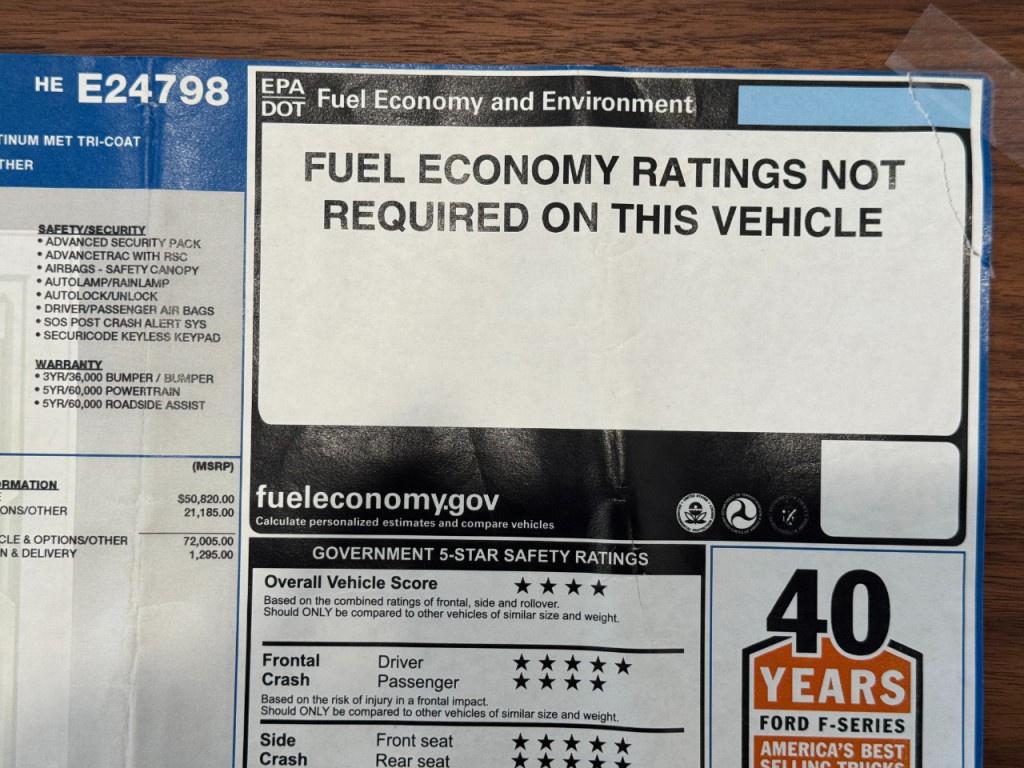 HE E24798
TINUM MET TRI-COAT
THER
SAFETY/SECURITY
• ADVANCED SECURITY PACK
• ADVANCETRAC WITH RSC
• AIRBAGS - SAFETY CANOPY
• AUTOLAMP/RAINLAMP
• AUTOLOCK/UNLOCK
• DRIVER/PASSENGER AIR BAGS
• SOS POST CRASH ALERT SYS
• SECURICODE KEYLESS KEYPAD
WARRANTY
• 3YR/36,000 BUMPER / BUMPER
• 5YR/60,000 POWERTRAIN
• 5YR/60,000 ROADSIDE ASSIST
(MSRP)
RMATION
E $50,820.00
ONS/OTHER 21,185.00
CLE & OPTIONS/OTHER 72,005.00
N & DELIVERY 1,295.00
EPA
DOT Fuel Economy and Environment
FUEL ECONOMY RATINGS NOT
REQUIRED ON THIS VEHICLE
fueleconomy.gov
Calculate personalized estimates and compare vehicles
GOVERNMENT 5-STAR SAFETY RATINGS
Overall Vehicle Score ★★★★
Based on the combined ratings of frontal, side and rollover.
Should ONLY be compared to other vehicles of similar size and weight.
Frontal Driver ★★★★★
Crash Passenger ★★★★
Based on the risk of injury in a frontal impact.
Should ONLY be compared to other vehicles of similar size and weight.
Side Front seat ★★★★★
Crash Rear seat ★★★★★
40
YEARS
FORD F-SERIES
AMERICA'S BEST
SELLING TRUCKS